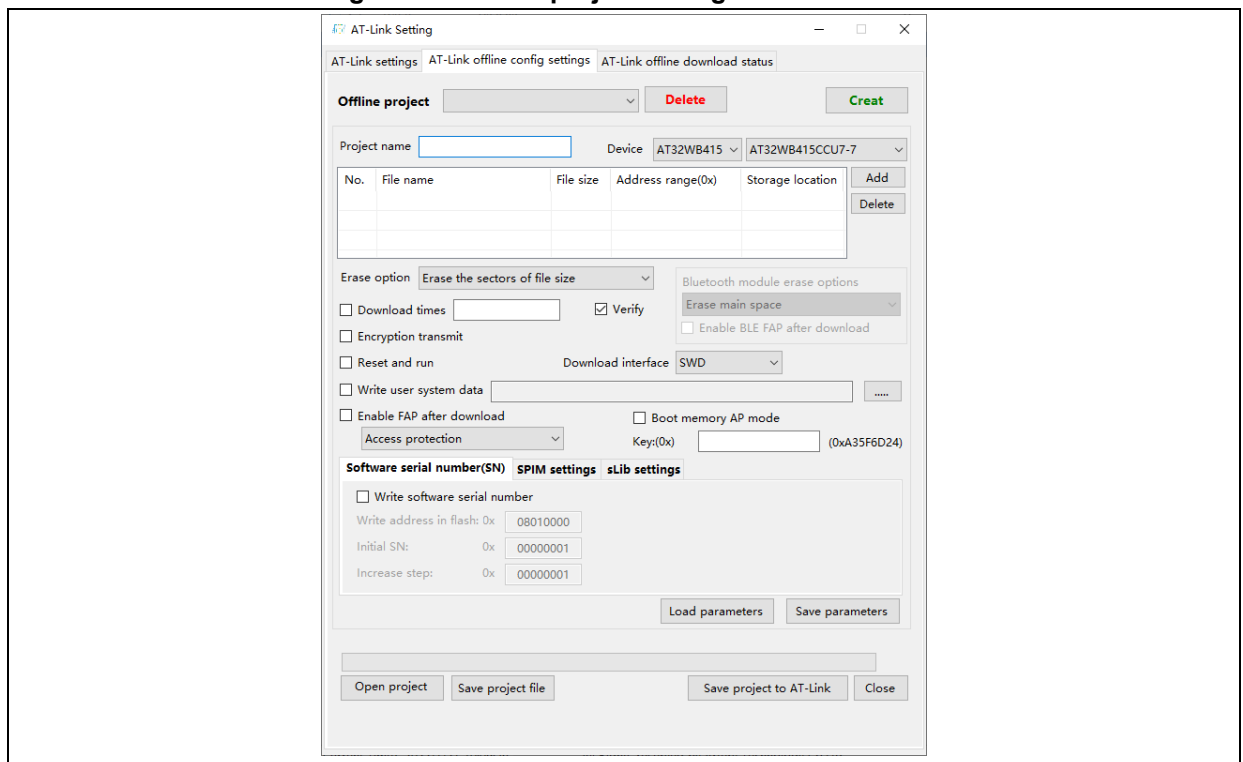 AT-Link Setting
AT-Link settings AT-Link offline config settings AT-Link offline download status
Offline project Delete Creat
Project name Device AT32WB415 AT32WB415CCU7-7
No. File name File size Address range(0x) Storage location Add
Delete
Erase option Erase the sectors of file size
Bluetooth module erase options
Erase main space
Download times Verify
Enable BLE FAP after download
Encryption transmit
Reset and run Download interface SWD
Write user system data .....
Enable FAP after download Boot memory AP mode
Access protection Key:(0x) (0xA35F6D24)
Software serial number(SN) SPIM settings sLib settings
Write software serial number
Write address in flash: 0x 08010000
Initial SN: 0x 00000001
Increase step: 0x 00000001
Load parameters Save parameters
Open project Save project file Save project to AT-Link Close